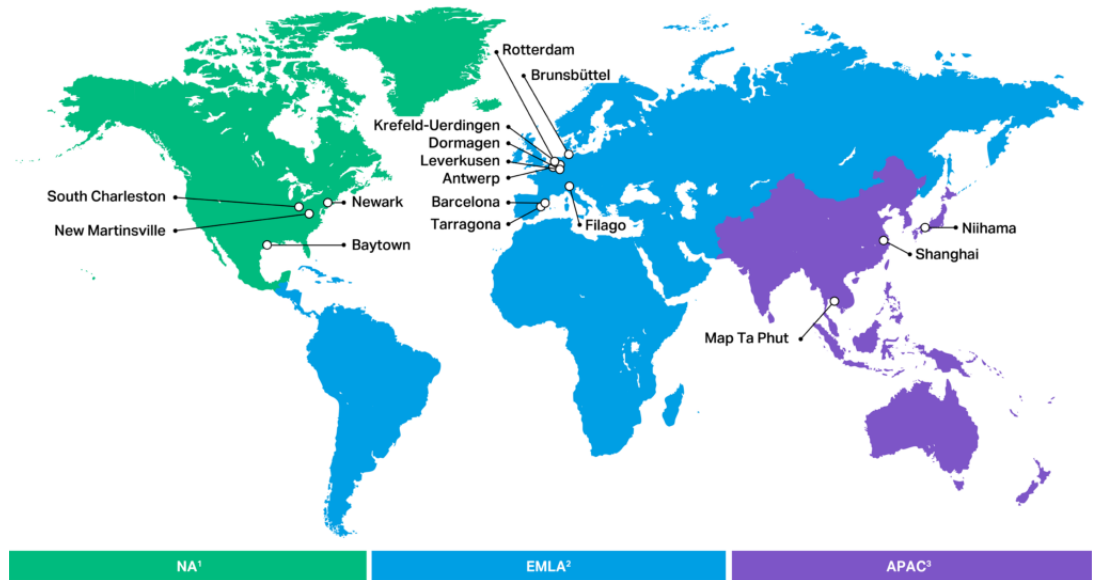 Rotterdam
Brunsbüttel
Krefeld-Uerdingen
Dormagen
Leverkusen
Antwerp
South Charleston
Newark
Barcelona
New Martinsville
Tarragona
Filago
Niihama
Baytown
Shanghai
Map Ta Phut
NA¹
EMLA²
APAC³